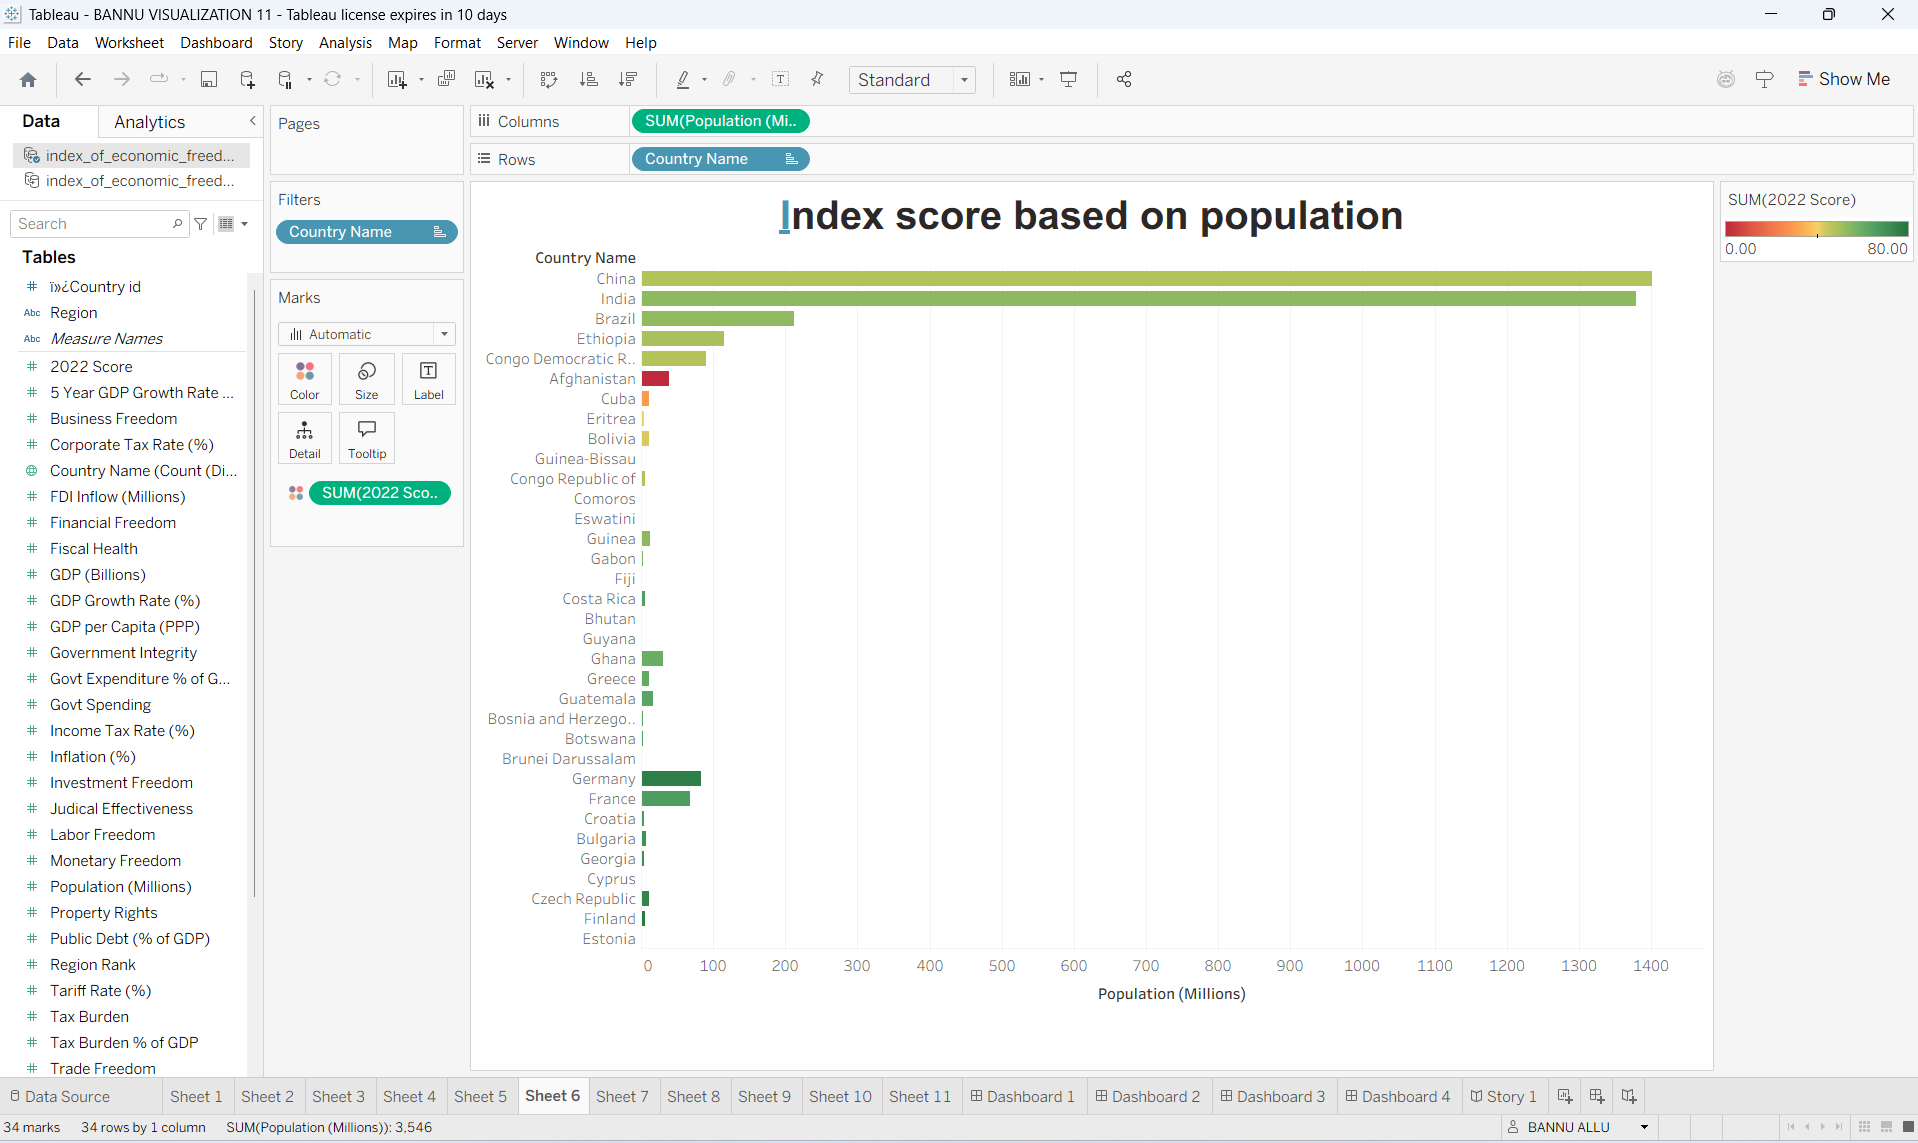 Tableau - BANNU VISUALIZATION 11 - Tableau license expires in 10 days
File Data Worksheet Dashboard Story Analysis Map Format Server Window Help
Standard
Show Me
Data Analytics
index_of_economic_freed...
index_of_economic_freed...
Search
Tables
ï»¿Country id
Abc Region
Abc Measure Names
2022 Score
5 Year GDP Growth Rate ...
Business Freedom
Corporate Tax Rate (%)
Country Name (Count (Di...
FDI Inflow (Millions)
Financial Freedom
Fiscal Health
GDP (Billions)
GDP Growth Rate (%)
GDP per Capita (PPP)
Government Integrity
Govt Expenditure % of G...
Govt Spending
Income Tax Rate (%)
Inflation (%)
Investment Freedom
Judical Effectiveness
Labor Freedom
Monetary Freedom
Population (Millions)
Property Rights
Public Debt (% of GDP)
Region Rank
Tariff Rate (%)
Tax Burden
Tax Burden % of GDP
Trade Freedom
Pages
Filters
Country Name
Marks
Automatic
Color Size Label
Detail Tooltip
SUM(2022 Sco..
Columns SUM(Population (Mi..
Rows Country Name
Index score based on population
Country Name
China
India
Brazil
Ethiopia
Congo Democratic R..
Afghanistan
Cuba
Eritrea
Bolivia
Guinea-Bissau
Congo Republic of
Comoros
Eswatini
Guinea
Gabon
Fiji
Costa Rica
Bhutan
Guyana
Ghana
Greece
Guatemala
Bosnia and Herzego..
Botswana
Brunei Darussalam
Germany
France
Croatia
Bulgaria
Georgia
Cyprus
Czech Republic
Finland
Estonia
0 100 200 300 400 500 600 700 800 900 1000 1100 1200 1300 1400
Population (Millions)
SUM(2022 Score)
0.00 80.00
Data Source Sheet 1 Sheet 2 Sheet 3 Sheet 4 Sheet 5 Sheet 6 Sheet 7 Sheet 8 Sheet 9 Sheet 10 Sheet 11 Dashboard 1 Dashboard 2 Dashboard 3 Dashboard 4 Story 1
34 marks 34 rows by 1 column SUM(Population (Millions)): 3,546 BANNU ALLU